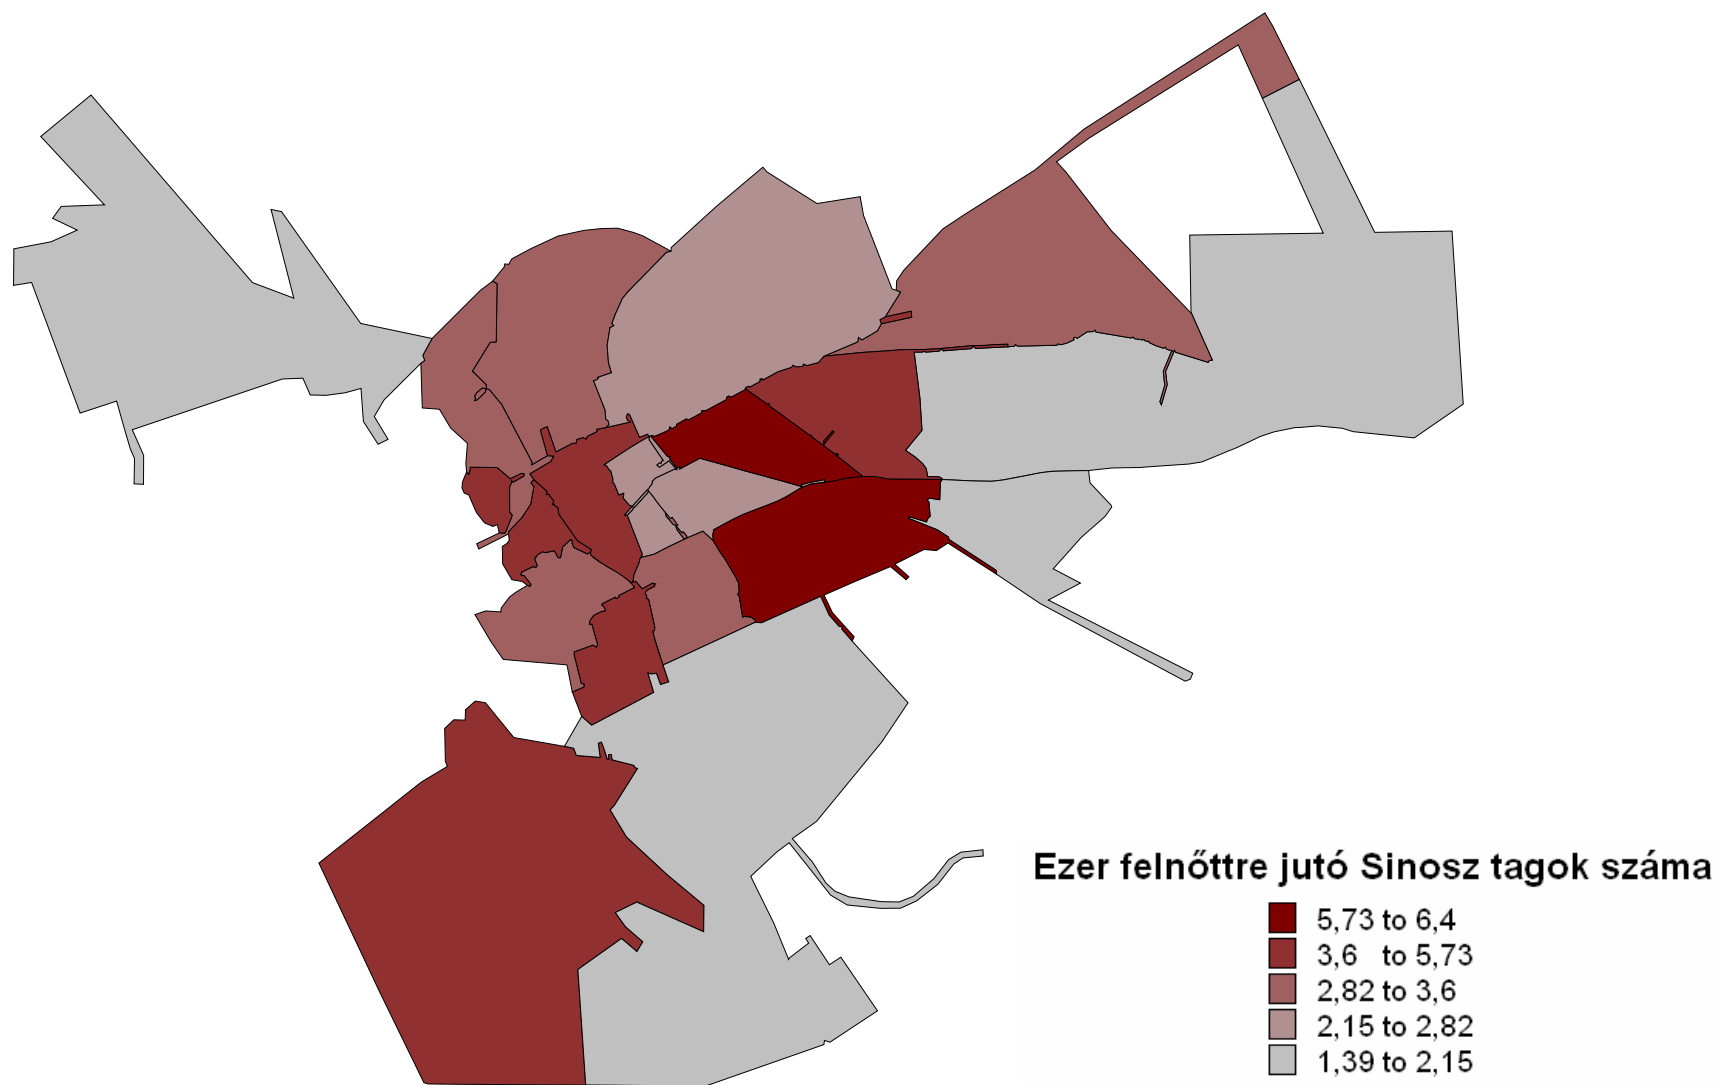 Ezer felnőttre jutó Sinosz tagok száma
5,73 to 6,4
3,6 to 5,73
2,82 to 3,6
2,15 to 2,82
1,39 to 2,15